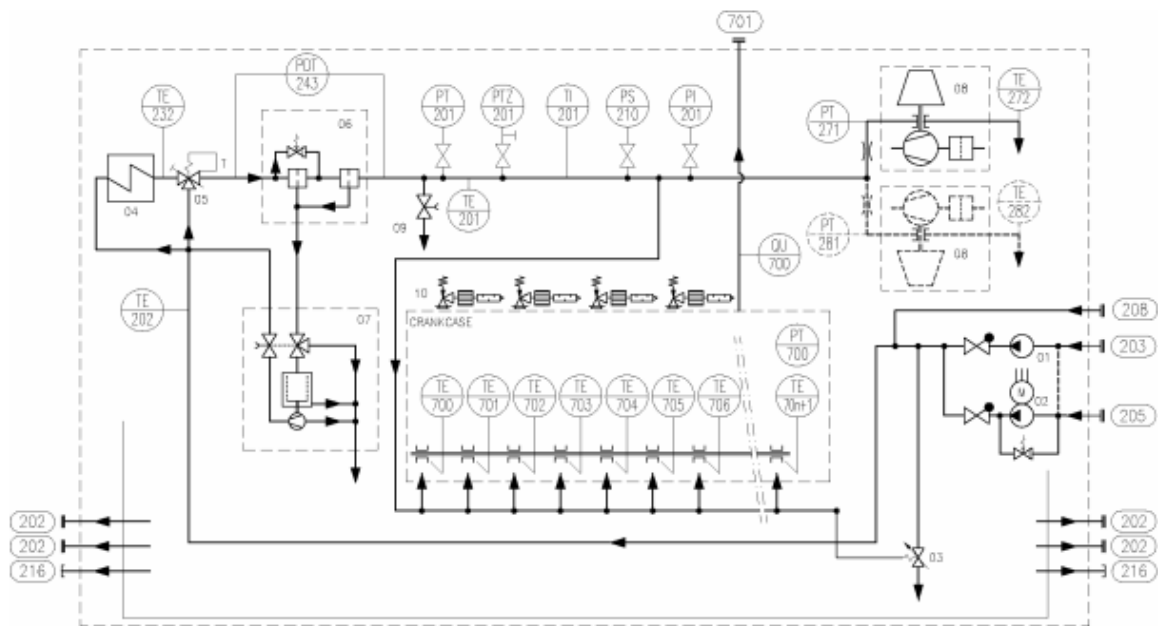 701
PDT
243
TE
232
PT
201
PTZ
201
TI
201
PS
210
PI
201
08
TE
272
PT
271
06
T
04
05
TE
201
09
TE
282
PT
281
08
QU
700
TE
202
10
07
CRANKCASE
PT
700
208
203
01
M
02
205
TE
700
TE
701
TE
702
TE
703
TE
704
TE
705
TE
706
TE
70n+1
202
202
216
03
202
202
216